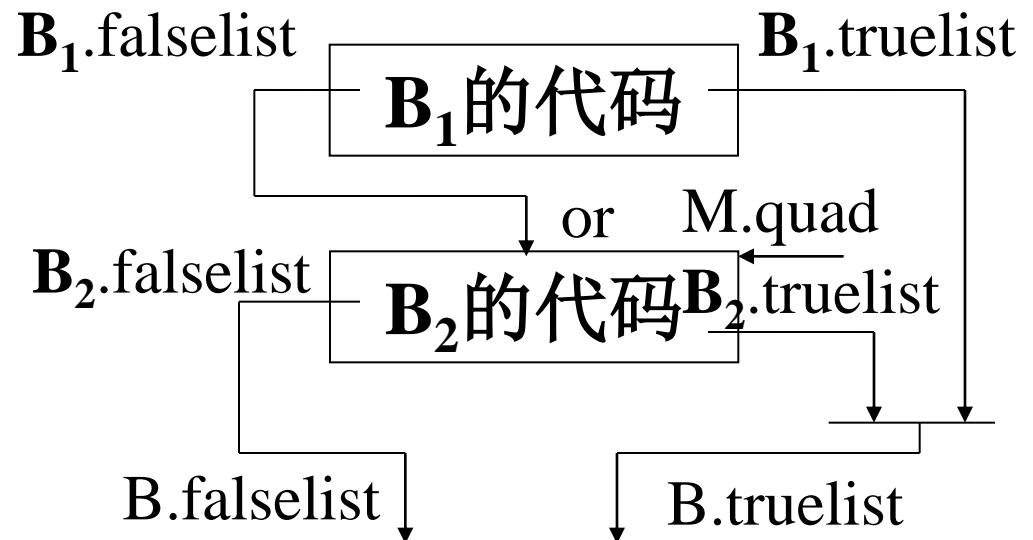 B₁.falselist
B₁.truelist
B₁的代码
or
M.quad
B₂.falselist
B₂的代码
B₂.truelist
B.falselist
B.truelist